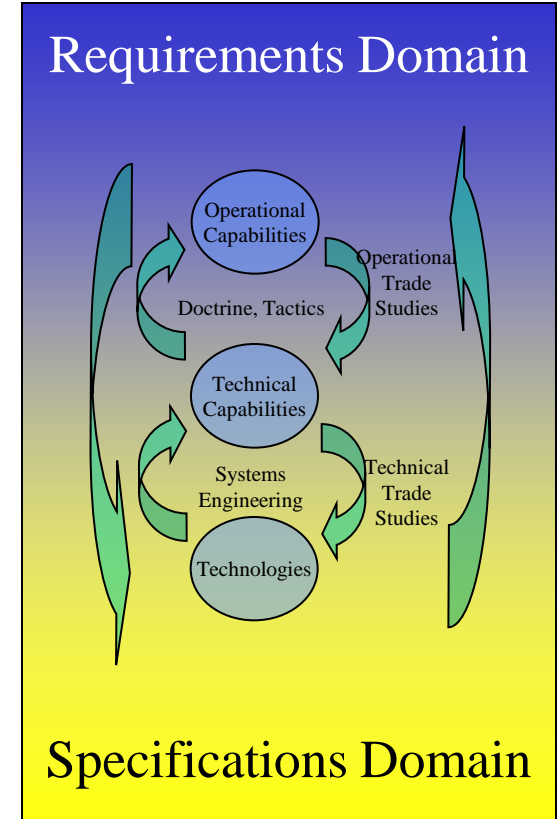 Requirements Domain
Operational
Capabilities
Operational
Trade
Studies
Doctrine, Tactics
Technical
Capabilities
Technical
Trade
Studies
Systems
Engineering
Technologies
Specifications Domain